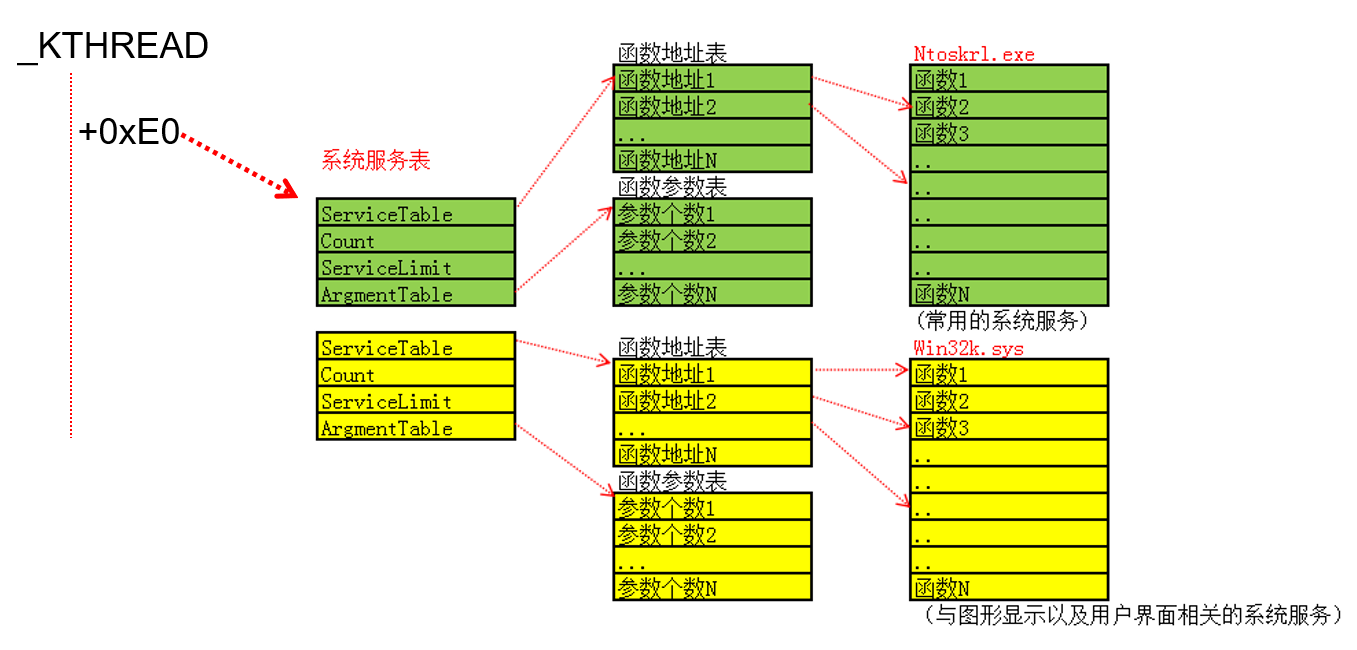 _KTHREAD
+0xE0
系统服务表
ServiceTable
Count
ServiceLimit
ArgmentTable
ServiceTable
Count
ServiceLimit
ArgmentTable
函数地址表
函数地址1
函数地址2
...
函数地址N
函数参数表
参数个数1
参数个数2
...
参数个数N
函数地址表
函数地址1
函数地址2
...
函数地址N
函数参数表
参数个数1
参数个数2
...
参数个数N
Ntoskrl.exe
函数1
函数2
函数3
..
..
..
..
..
函数N
(常用的系统服务)
Win32k.sys
函数1
函数2
函数3
..
..
..
..
..
函数N
(与图形显示以及用户界面相关的系统服务)